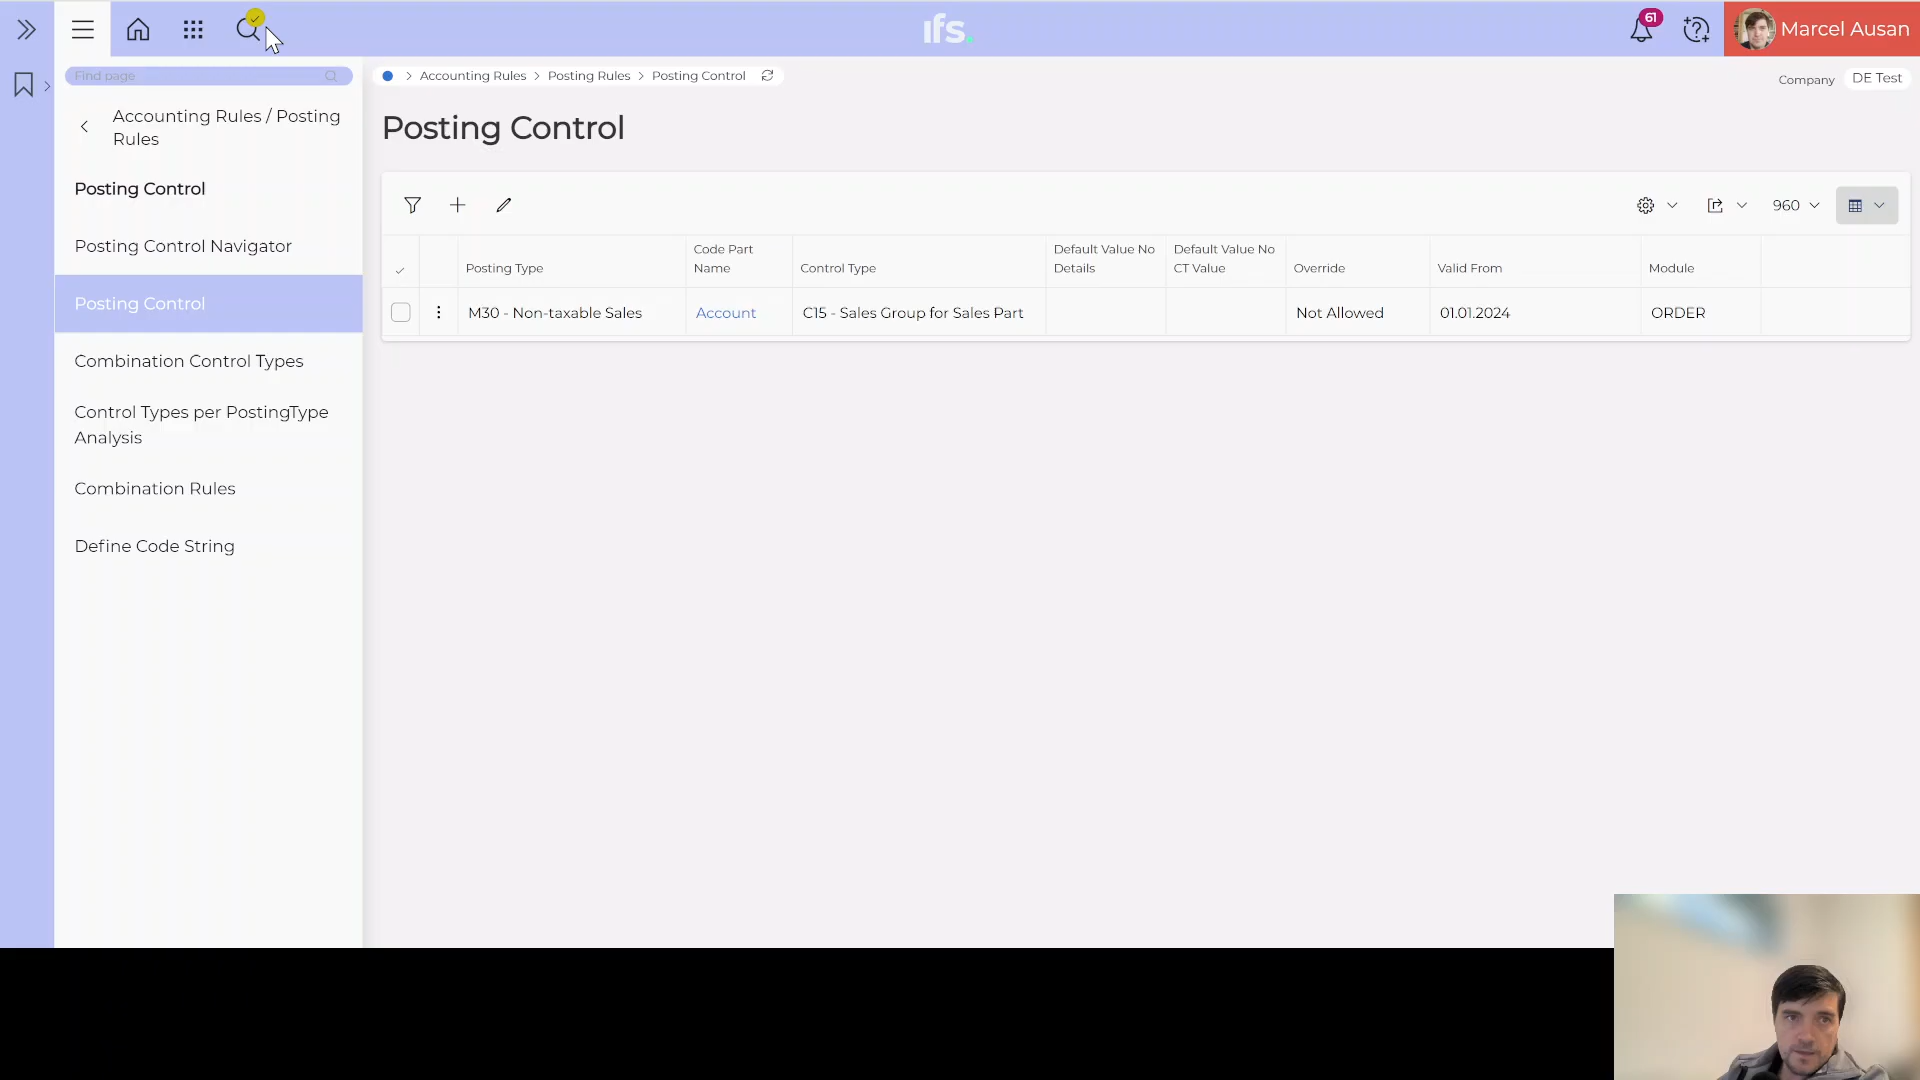 ifs.
61
Marcel Ausan
Find page
Accounting Rules
Posting Rules
Posting Control
Company
DE Test
Accounting Rules / Posting
Rules
Posting Control
Posting Control Navigator
Posting Control
Combination Control Types
Control Types per PostingType
Analysis
Combination Rules
Define Code String
Posting Control
960
Posting Type
Code Part
Name
Control Type
Default Value No
Details
Default Value No
CT Value
Override
Valid From
Module
M30 - Non-taxable Sales
Account
C15 - Sales Group for Sales Part
Not Allowed
01.01.2024
ORDER